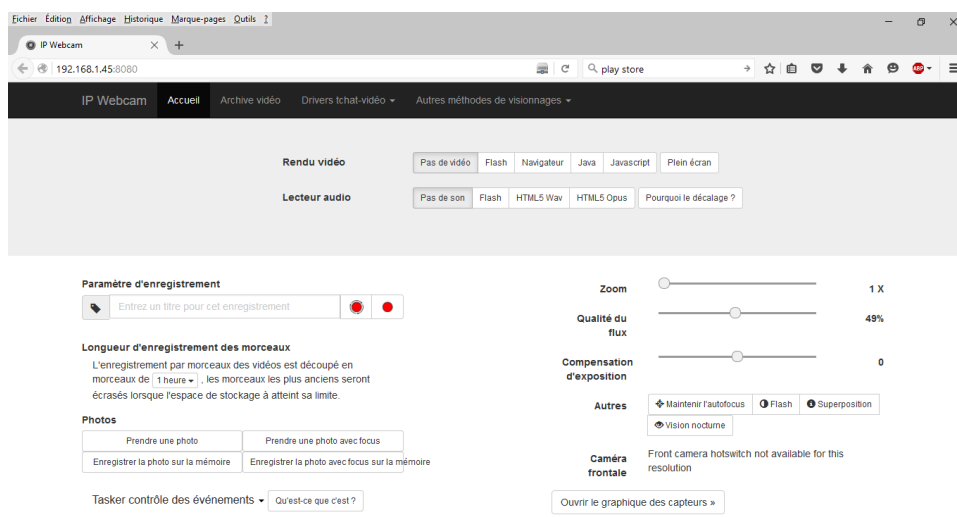 Fichier Édition Affichage Historique Marque-pages Outils ?
IP Webcam
192.168.1.45:8080
play store
ABP
IP Webcam Accueil Archive vidéo Drivers tchat-vidéo Autres méthodes de visionnages
Rendu vidéo Pas de vidéo Flash Navigateur Java Javascript Plein écran
Lecteur audio Pas de son Flash HTML5 Wav HTML5 Opus Pourquoi le décalage ?
Paramètre d'enregistrement
Entrez un titre pour cet enregistrement
Longueur d'enregistrement des morceaux
L'enregistrement par morceaux des vidéos est découpé en
morceaux de 1 heure , les morceaux les plus anciens seront
écrasés lorsque l'espace de stockage à atteint sa limite.
Photos
Prendre une photo Prendre une photo avec focus
Enregistrer la photo sur la mémoire Enregistrer la photo avec focus sur la mémoire
Tasker contrôle des événements Qu'est-ce que c'est ?
Zoom 1 X
Qualité du
flux 49%
Compensation
d'exposition 0
Autres Maintenir l'autofocus Flash Superposition
Vision nocturne
Caméra
frontale
Front camera hotswitch not available for this
resolution
Ouvrir le graphique des capteurs »